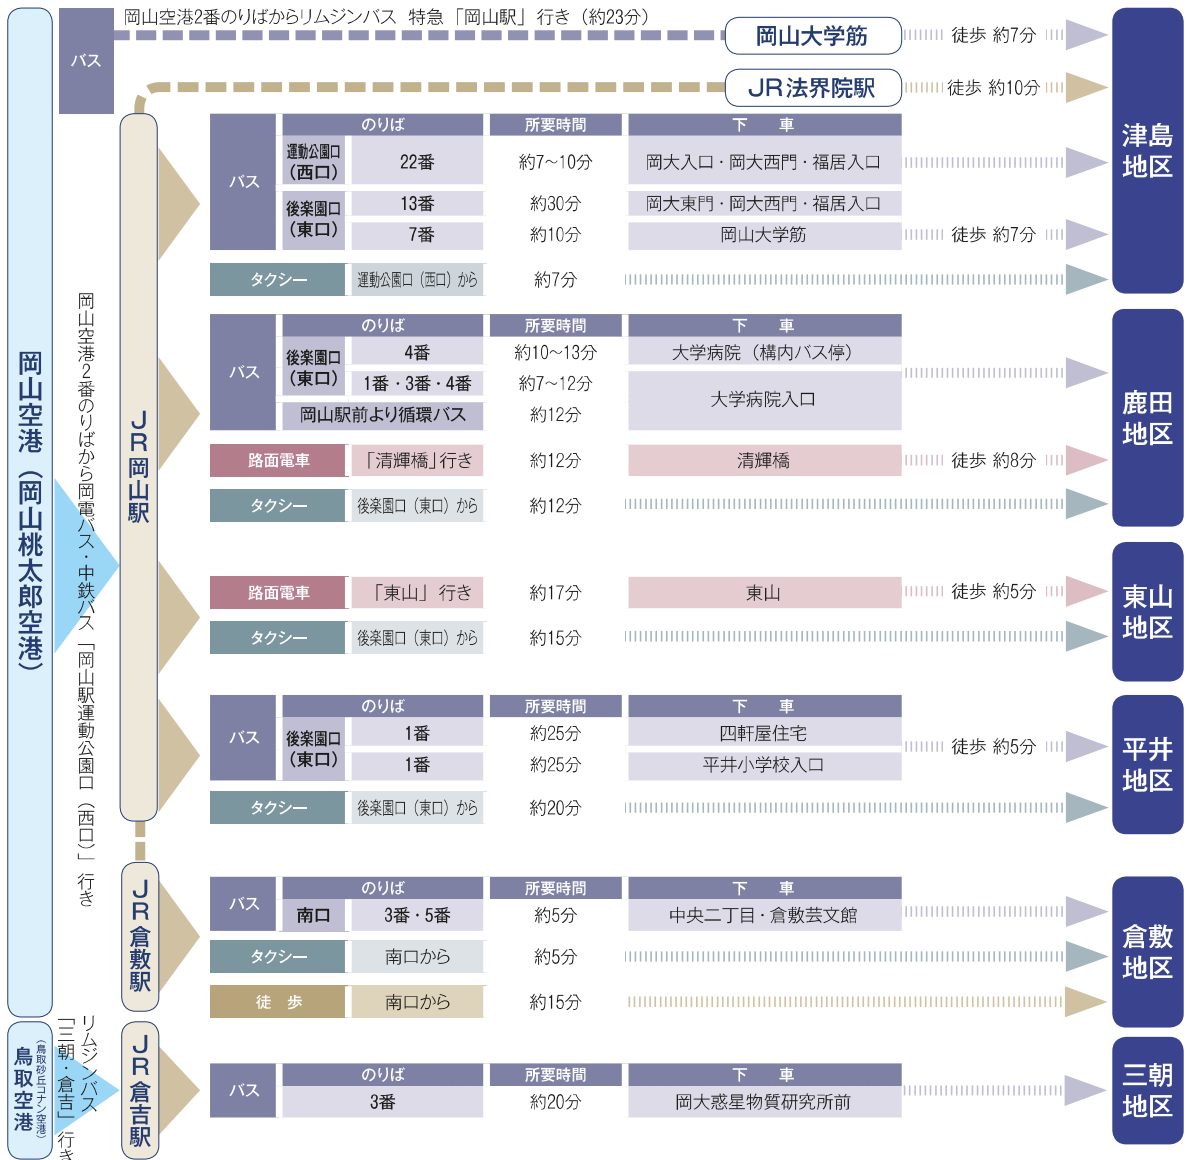 岡山空港2番のりばからリムジンバス 特急「岡山駅」行き（約23分）
バス
岡山大学筋
徒歩 約7分
JR法界院駅
徒歩 約10分
津島
地区
のりば 所要時間 下 車
バス
運動公園口
（西口）
22番 約7〜10分 岡大入口・岡大西門・福居入口
後楽園口
（東口）
13番 約30分 岡大東門・岡大西門・福居入口
7番 約10分 岡山大学筋 徒歩 約7分
タクシー 運動公園口（西口）から 約7分
岡山空港（岡山桃太郎空港）
岡山空港2番のりばから岡電バス・中鉄バス「岡山駅運動公園口（西口）」行き
JR岡山駅
のりば 所要時間 下 車
バス
後楽園口
（東口）
4番 約10〜13分 大学病院（構内バス停）
1番・3番・4番 約7〜12分
大学病院入口
岡山駅前より循環バス 約12分
路面電車 「清輝橋」行き 約12分 清輝橋 徒歩 約8分
タクシー 後楽園口（東口）から 約12分
鹿田
地区
路面電車 「東山」行き 約17分 東山 徒歩 約5分
タクシー 後楽園口（東口）から 約15分
東山
地区
のりば 所要時間 下 車
バス
後楽園口
（東口）
1番 約25分 四軒屋住宅
1番 約25分 平井小学校入口
徒歩 約5分
タクシー 後楽園口（東口）から 約20分
平井
地区
JR倉敷駅
のりば 所要時間 下 車
バス
南口 3番・5番 約5分 中央二丁目・倉敷芸文館
タクシー 南口から 約5分
徒 歩 南口から 約15分
倉敷
地区
鳥取空港
（鳥取砂丘コナン空港）
リムジンバス
「三朝・倉吉」行き
JR倉吉駅
のりば 所要時間 下 車
バス
3番 約20分 岡大惑星物質研究所前
三朝
地区